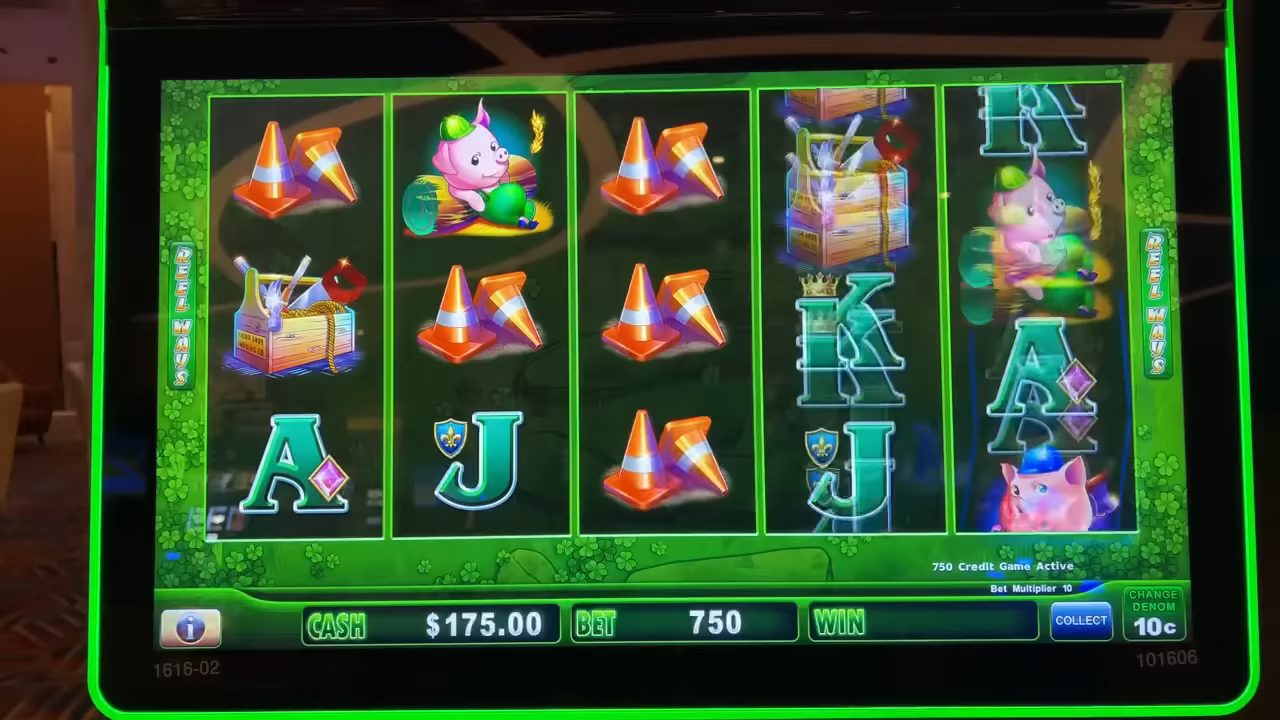 K
REEL WAYS
REEL WAYS
K
A
A
J
J
750 Credit Game Active
Bet Multiplier 10
CASH $175.00 BET 750 WIN COLLECT
CHANGE
DENOM
10c
1616-02
101606